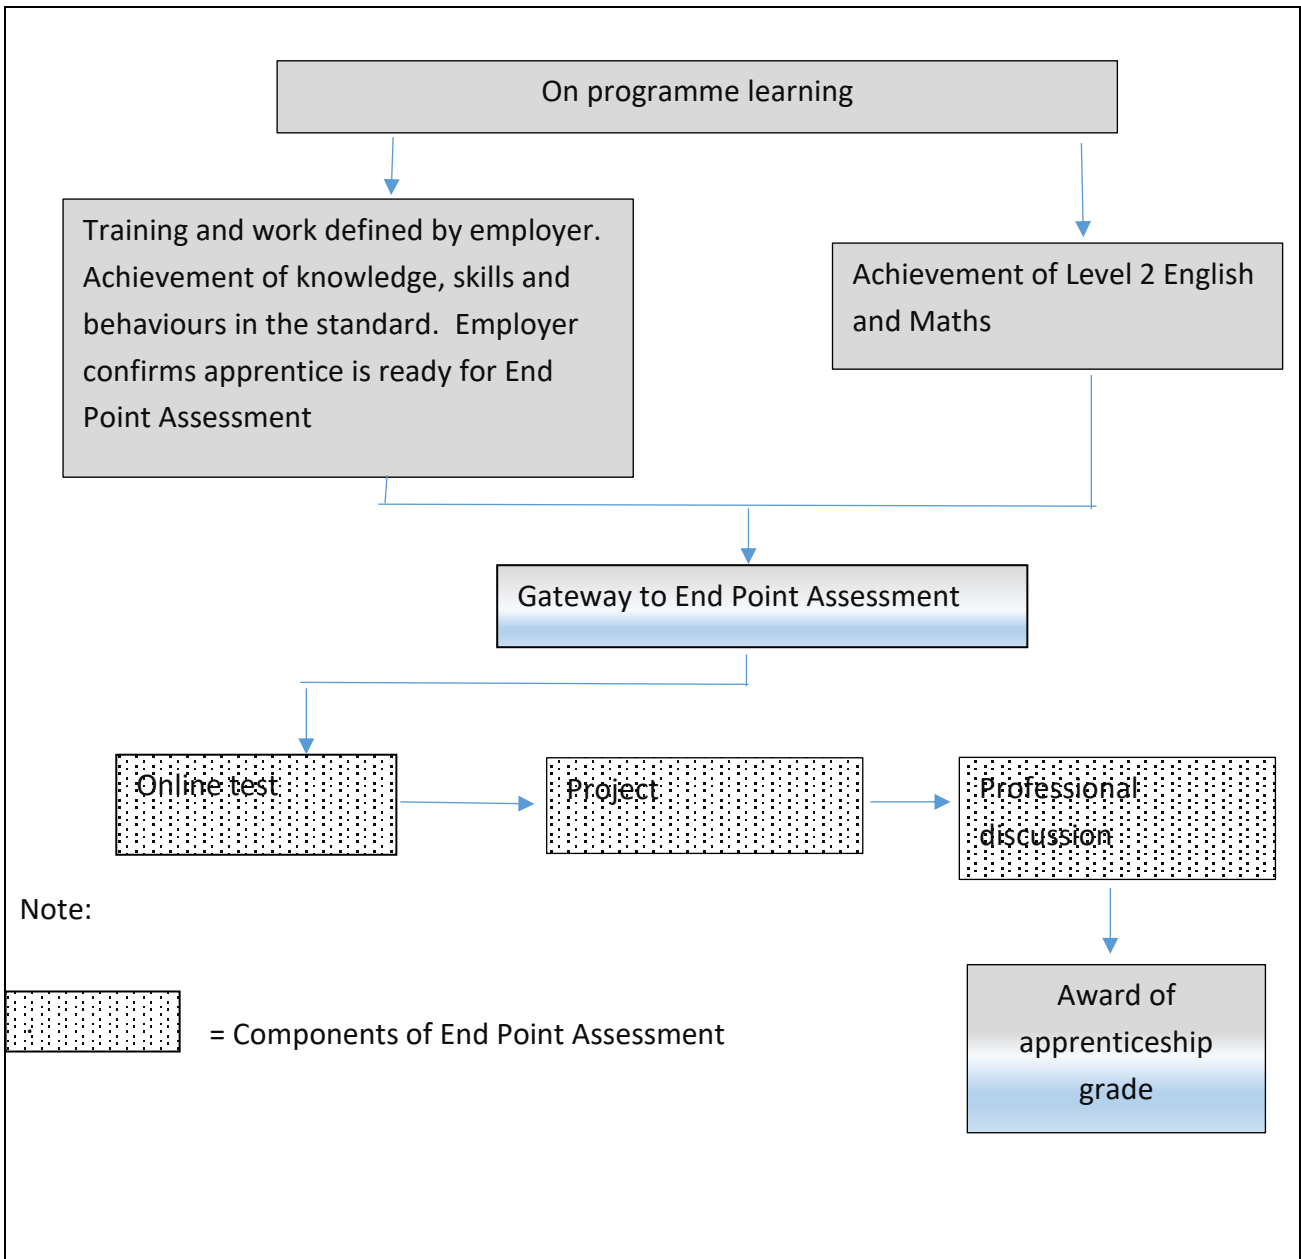 On programme learning
Training and work defined by employer.
Achievement of knowledge, skills and
behaviours in the standard.  Employer
confirms apprentice is ready for End
Point Assessment
Achievement of Level 2 English
and Maths
Gateway to End Point Assessment
Online test
Project
Professional
discussion
Note:
= Components of End Point Assessment
Award of
apprenticeship
grade